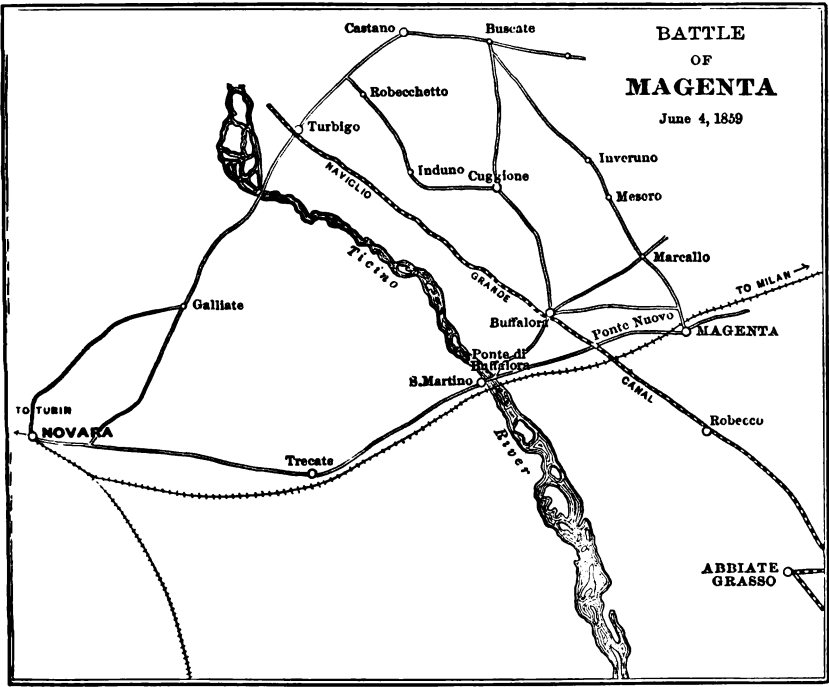 BATTLE
OF
MAGENTA
June 4, 1859
Castano
Buscate
Robecchetto
Turbigo
Induno
Cuggione
Inveruno
Mesero
NAVIGLIO
GRANDE
CANAL
Ticino
River
Marcallo
TO MILAN
Galliate
Buffalora
Ponte Nuovo
MAGENTA
Ponte di
Buffalora
S. Martino
TO TURIN
NOVARA
Robecco
Trecate
ABBIATE
GRASSO